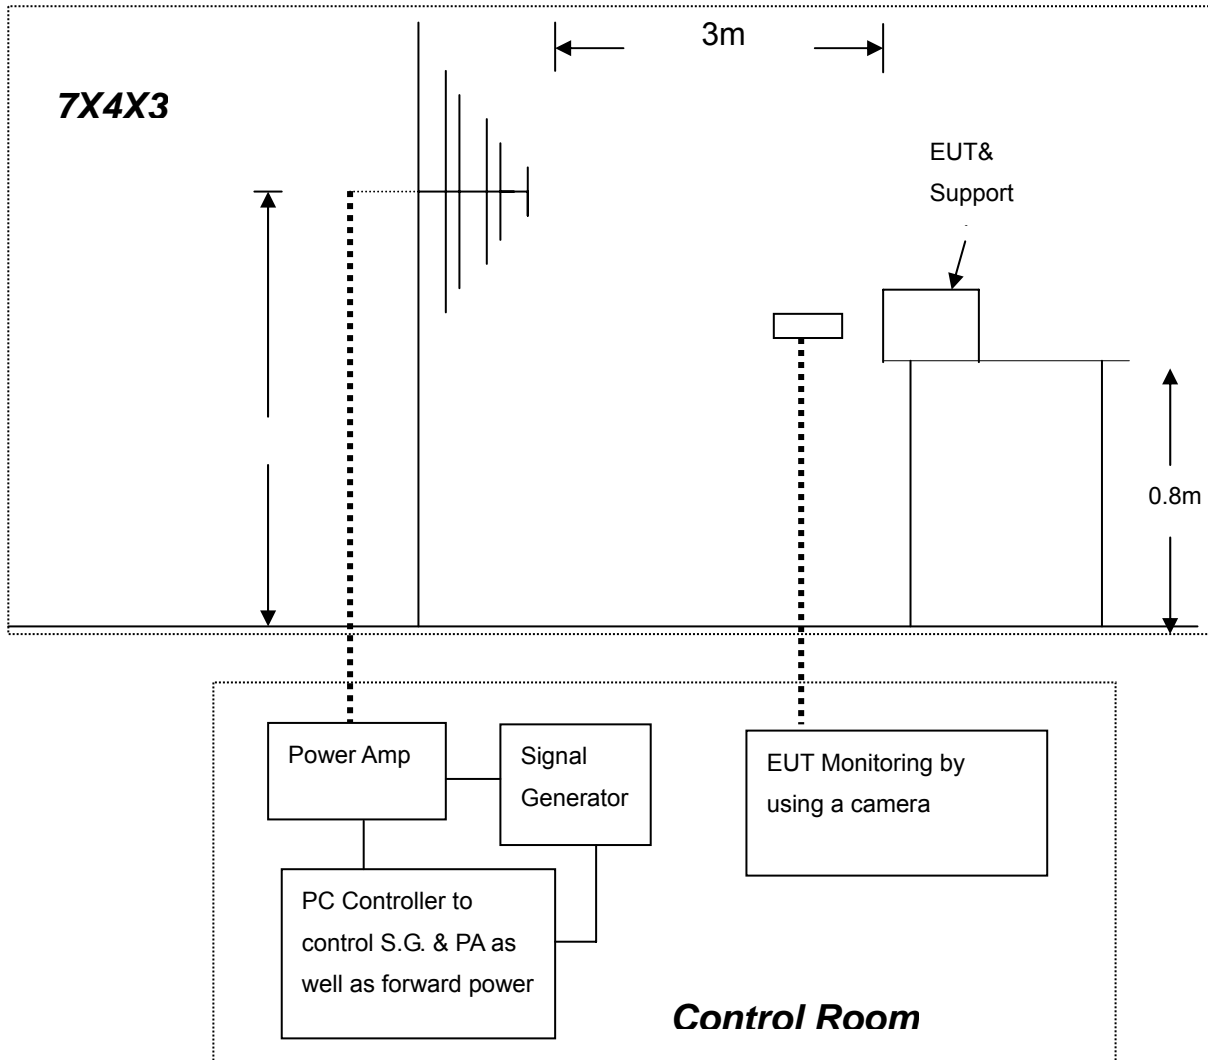 3m
7X4X3
EUT&
Support
0.8m
Power Amp
Signal
Generator
EUT Monitoring by
using a camera
PC Controller to
control S.G. & PA as
well as forward power
Control Room